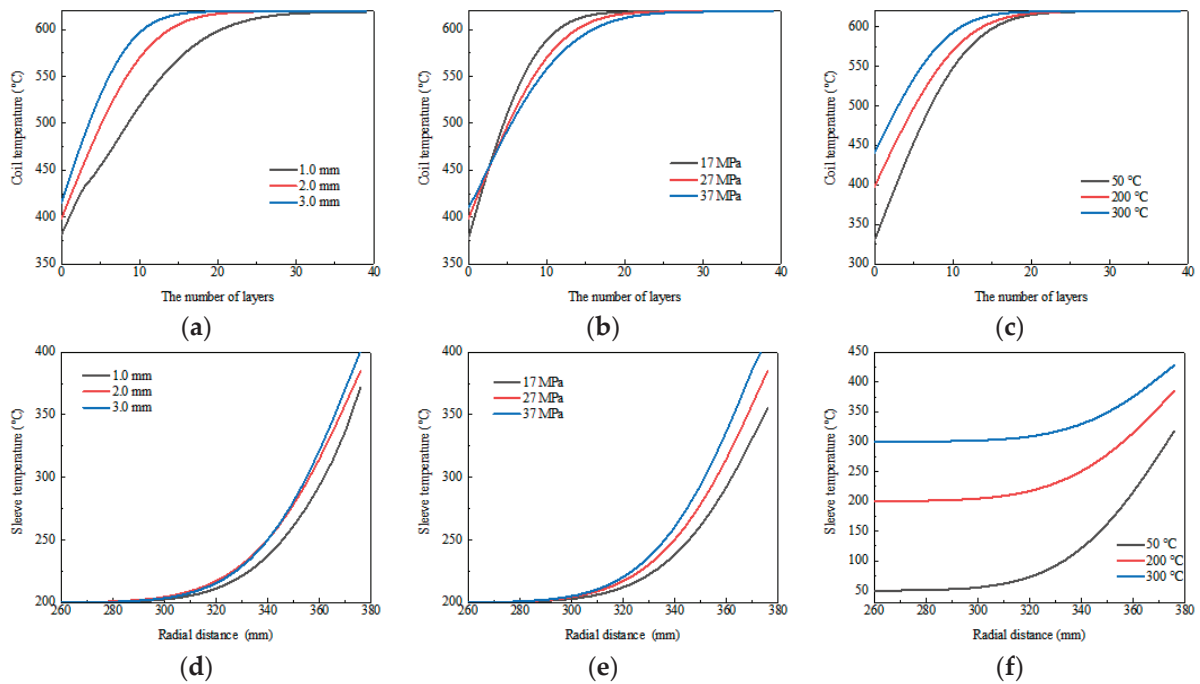 600
550
500
450
400
350
Coil temperature (°C)
1.0 mm
2.0 mm
3.0 mm
0 10 20 30 40
The number of layers
(a)
600
550
500
450
400
350
Coil temperature (°C)
17 MPa
27 MPa
37 MPa
0 10 20 30 40
The number of layers
(b)
600
550
500
450
400
350
300
Coil temperature (°C)
50 °C
200 °C
300 °C
0 10 20 30 40
The number of layers
(c)
400
350
300
250
200
Sleeve temperature (°C)
1.0 mm
2.0 mm
3.0 mm
260 280 300 320 340 360 380
Radial distance (mm)
(d)
400
350
300
250
200
Sleeve temperature (°C)
17 MPa
27 MPa
37 MPa
260 280 300 320 340 360 380
Radial distance (mm)
(e)
450
400
350
300
250
200
150
100
50
Sleeve temperature (°C)
50 °C
200 °C
300 °C
260 280 300 320 340 360 380
Radial distance (mm)
(f)